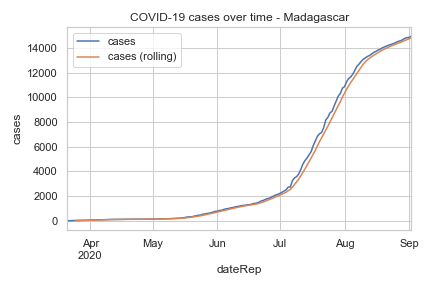 COVID-19 cases over time - Madagascar
cases
cases (rolling)
14000
12000
10000
8000
6000
4000
2000
0
cases
Apr
2020
May
Jun
Jul
Aug
Sep
dateRep